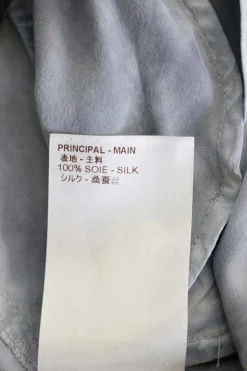 PRINCIPAL - MAIN
表地 - 主料
100% SOIE - SILK
シルク - 桑蚕丝